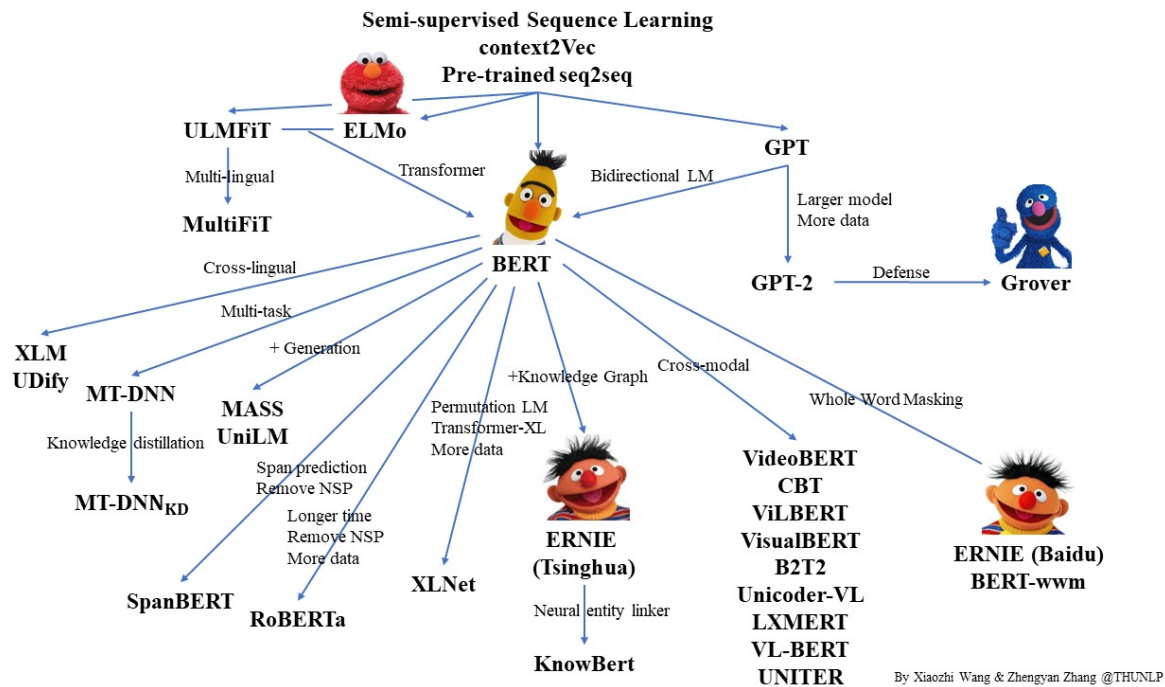 Semi-supervised Sequence Learning
context2Vec
Pre-trained seq2seq
ULMFiT
ELMo
GPT
Multi-lingual
Transformer
Bidirectional LM
Larger model
More data
MultiFiT
BERT
GPT-2
Defense
Grover
Cross-lingual
Multi-task
+ Generation
+Knowledge Graph
Cross-modal
Whole Word Masking
XLM
UDify
MT-DNN
MASS
UniLM
Permutation LM
Transformer-XL
More data
Knowledge distillation
Span prediction
Remove NSP
MT-DNNKD
Longer time
Remove NSP
More data
SpanBERT
RoBERTa
XLNet
ERNIE
(Tsinghua)
Neural entity linker
KnowBert
VideoBERT
CBT
ViLBERT
VisualBERT
B2T2
Unicoder-VL
LXMERT
VL-BERT
UNITER
ERNIE (Baidu)
BERT-wwm
By Xiaozhi Wang & Zhengyan Zhang @THUNLP